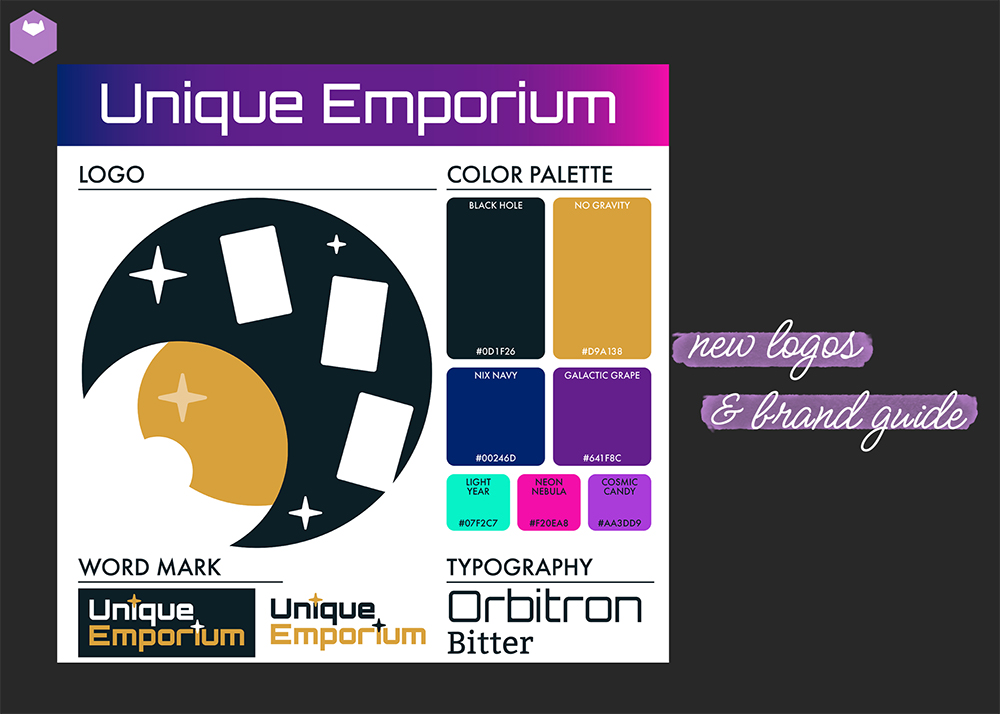 Unique Emporium
LOGO
COLOR PALETTE
BLACK HOLE
#0D1F26
NO GRAVITY
#D9A138
NIX NAVY
#00246D
GALACTIC GRAPE
#641F8C
LIGHT
YEAR
#07F2C7
NEON
NEBULA
#F20EA8
COSMIC
CANDY
#AA3DD9
WORD MARK
Unique
Emporium
Unique
Emporium
TYPOGRAPHY
Orbitron
Bitter
new logos
& brand guide